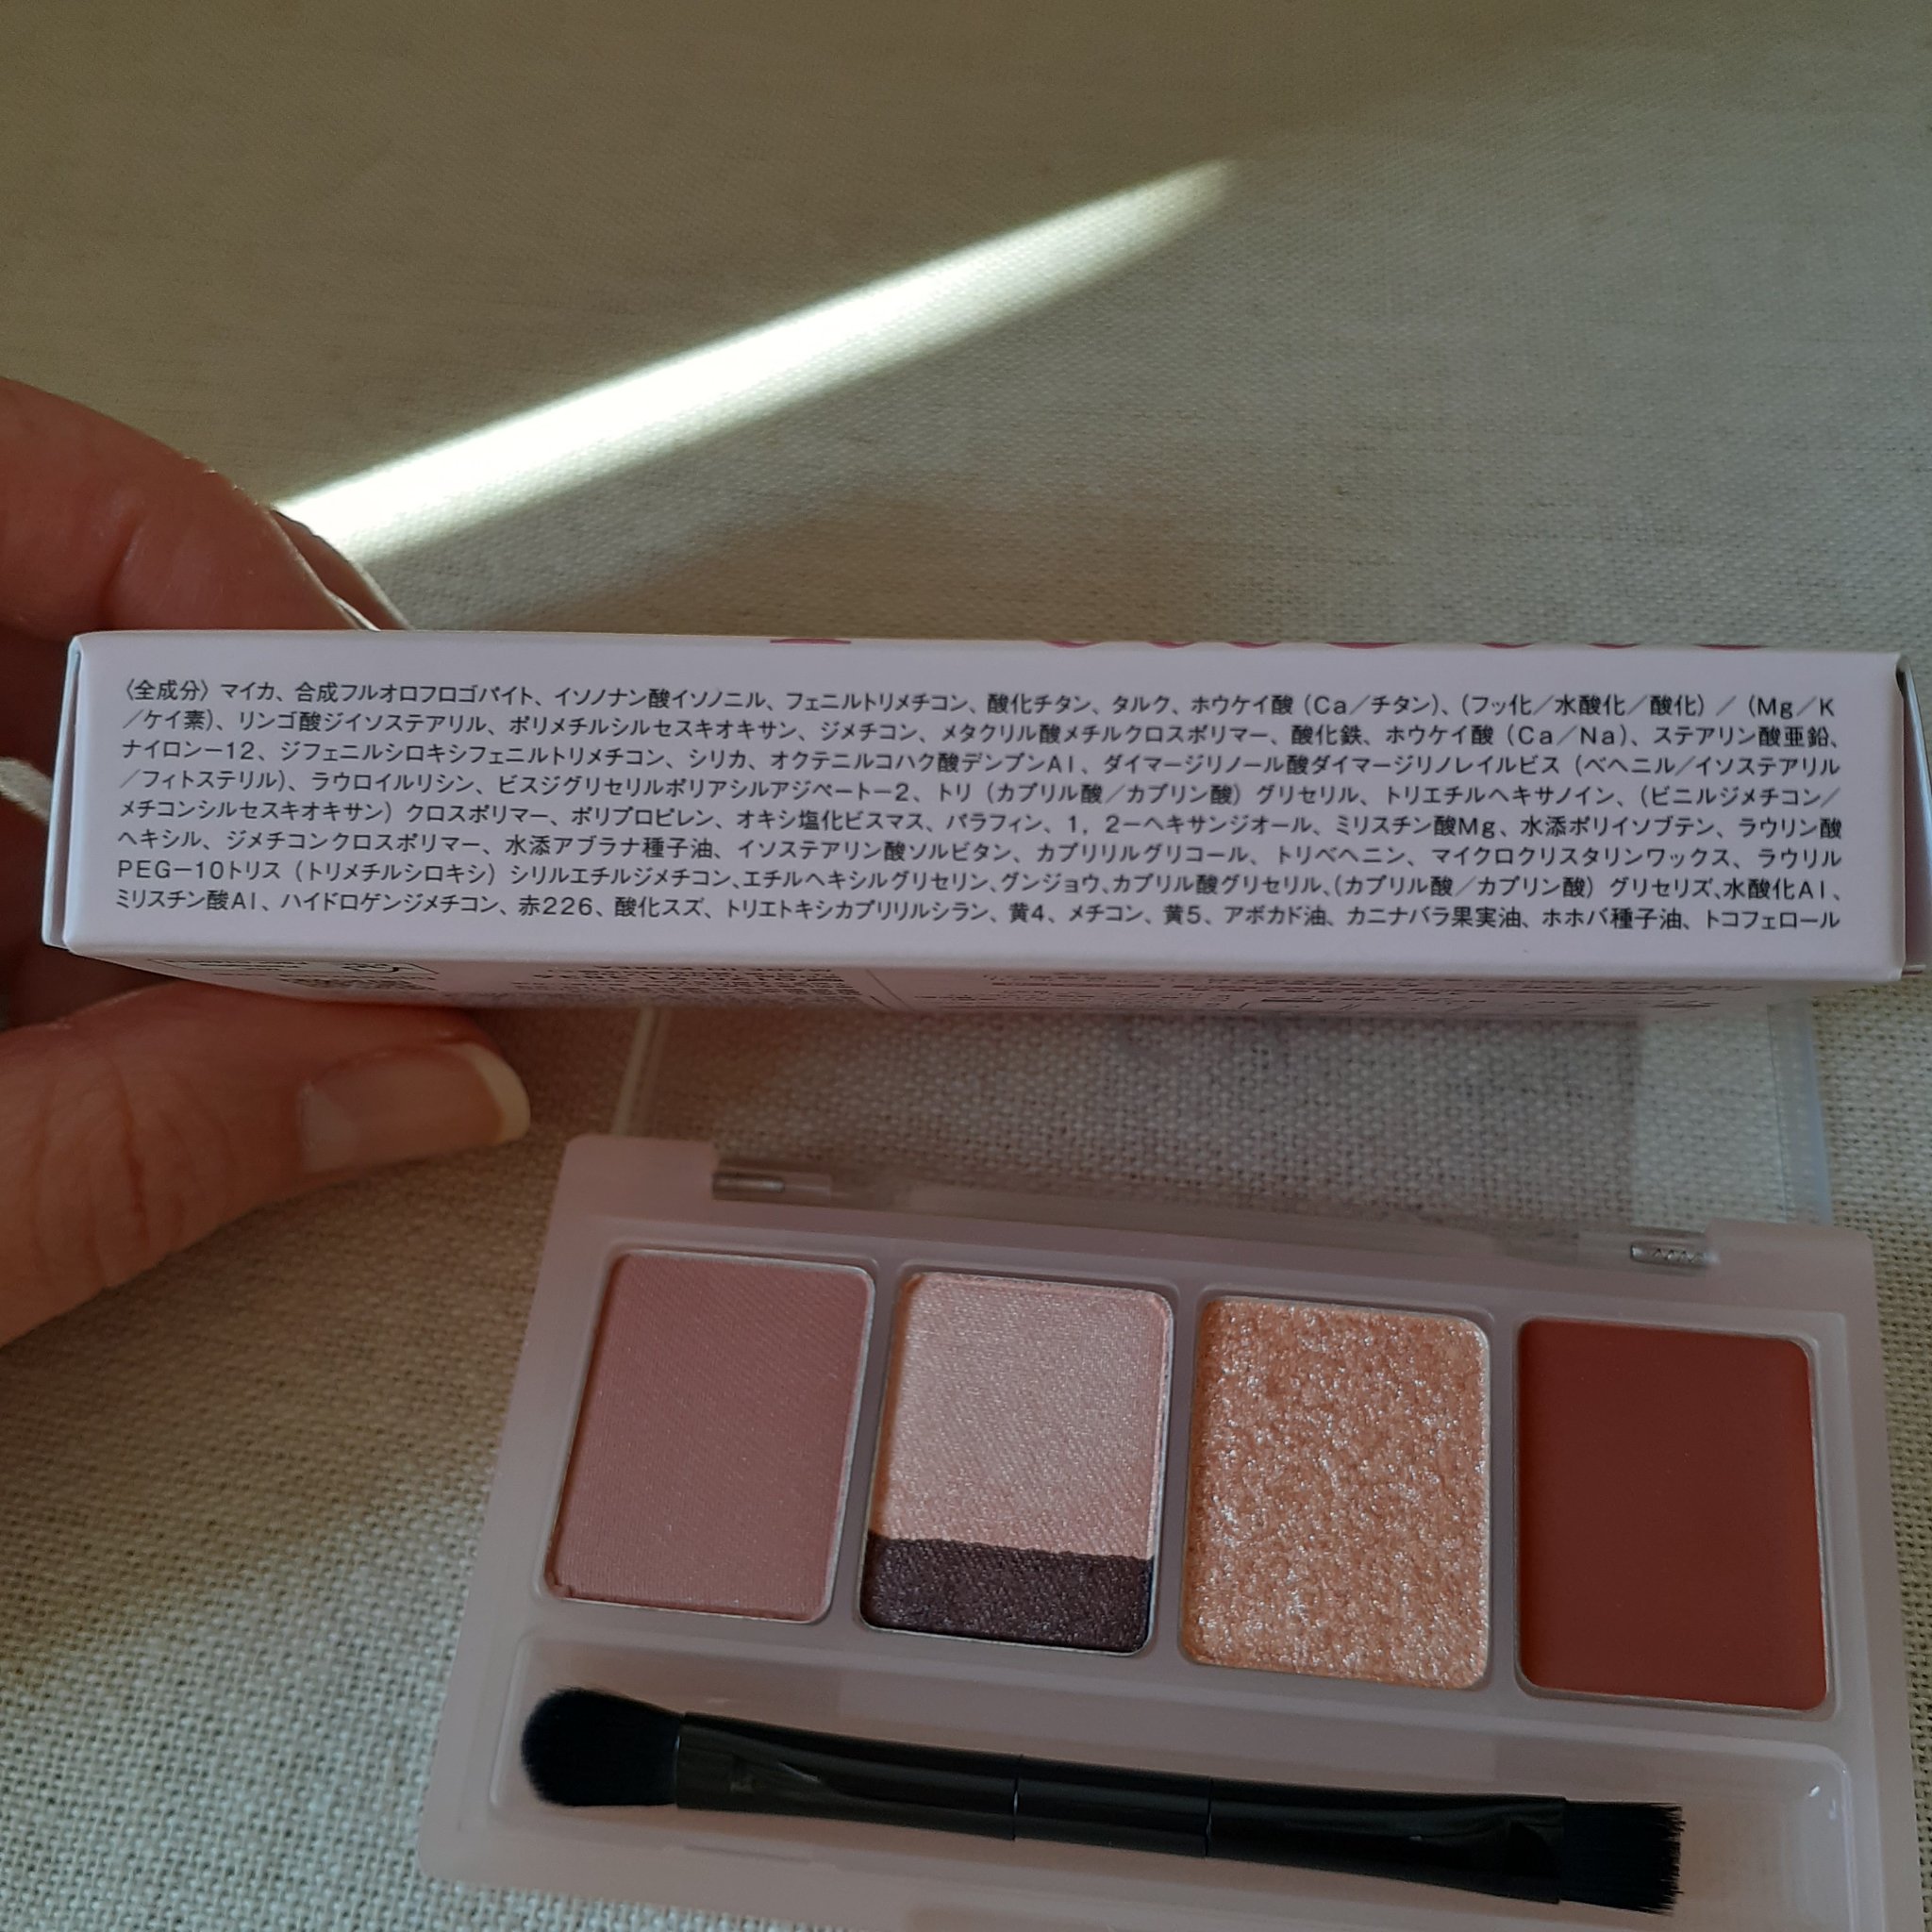 〈全成分〉マイカ、合成フルオロフロゴパイト、イソノナン酸イソノニル、フェニルトリメチコン、酸化チタン、タルク、ホウケイ酸（Ca／チタン）、（フッ化／水酸化／酸化）／（Mg／K
／ケイ素）、リンゴ酸ジイソステアリル、ポリメチルシルセスキオキサン、ジメチコン、メタクリル酸メチルクロスポリマー、酸化鉄、ホウケイ酸（Ca／Na）、ステアリン酸亜鉛、
ナイロンー12、ジフェニルシロキシフェニルトリメチコン、シリカ、オクテニルコハク酸デンプンAl、ダイマージリノール酸ダイマージリノレイルビス（ベヘニル／イソステアリル
／フィトステリル）、ラウロイルリシン、ビスジグリセリルポリアシルアジペートー2、トリ（カプリル酸／カプリン酸）グリセリル、トリエチルヘキサノイン、（ビニルジメチコン／
メチコンシルセスキオキサン）クロスポリマー、ポリプロピレン、オキシ塩化ビスマス、パラフィン、1，2ーヘキサンジオール、ミリスチン酸Mg、水添ポリイソブテン、ラウリン酸
ヘキシル、ジメチコンクロスポリマー、水添アブラナ種子油、イソステアリン酸ソルビタン、カプリリルグリコール、トリベヘニン、マイクロクリスタリンワックス、ラウリル
PEGー10トリス（トリメチルシロキシ）シリルエチルジメチコン、エチルヘキシルグリセリン、グンジョウ、カプリル酸グリセリル、（カプリル酸／カプリン酸）グリセリズ、水酸化Al、
ミリスチン酸Al、ハイドロゲンジメチコン、赤226、酸化スズ、トリエトキシカプリリルシラン、黄4、メチコン、黄5、アボカド油、カニナバラ果実油、ホホバ種子油、トコフェロール